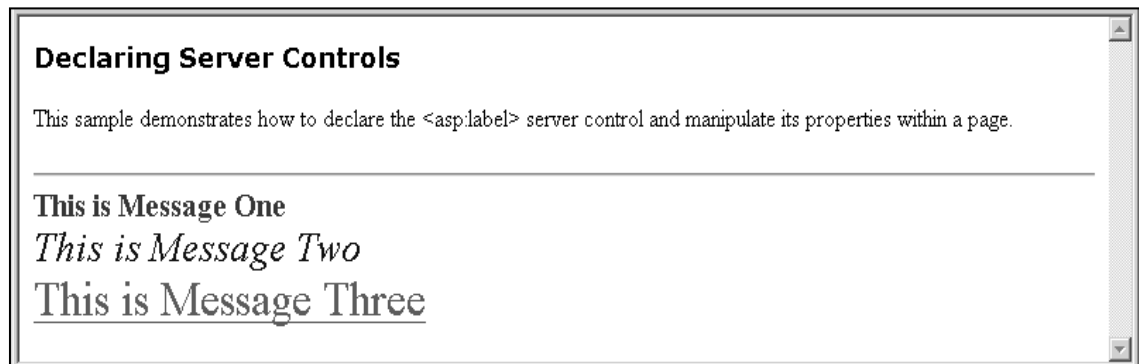 Declaring Server Controls
This sample demonstrates how to declare the <asp:label> server control and manipulate its properties within a page.
This is Message One
This is Message Two
This is Message Three